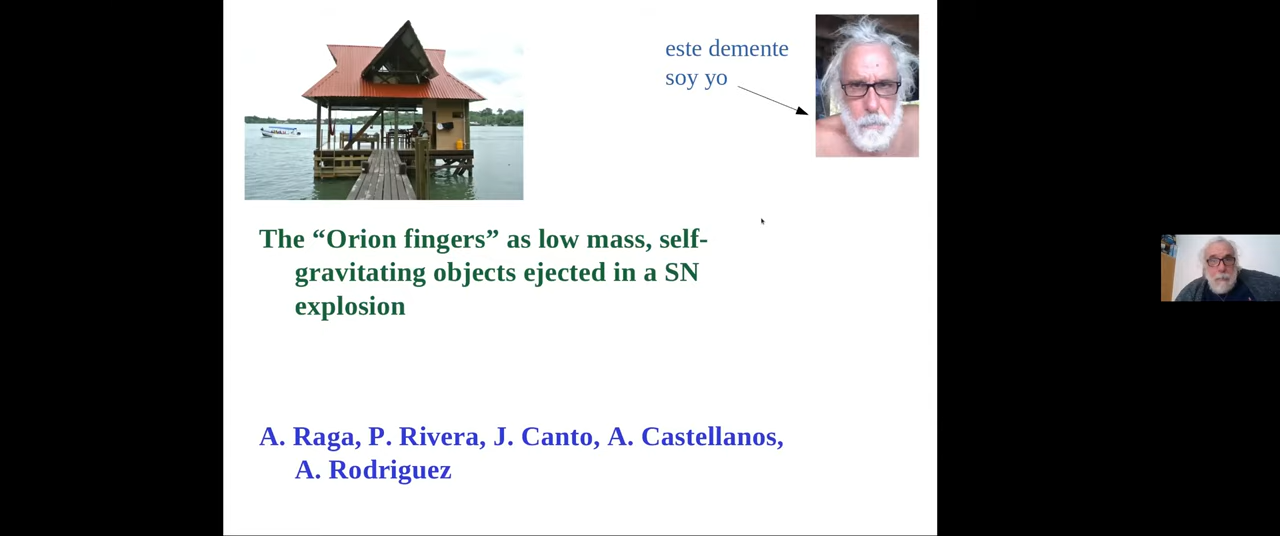 este demente
soy yo
The “Orion fingers” as low mass, self-
gravitating objects ejected in a SN
explosion
A. Raga, P. Rivera, J. Canto, A. Castellanos,
A. Rodriguez